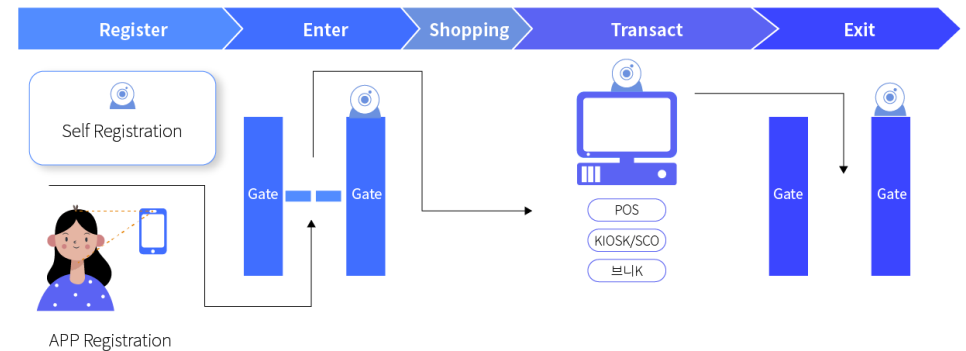 Register
Enter
Shopping
Transact
Exit
Self Registration
APP Registration
Gate
Gate
POS
KIOSK/SCO
브니K
Gate
Gate